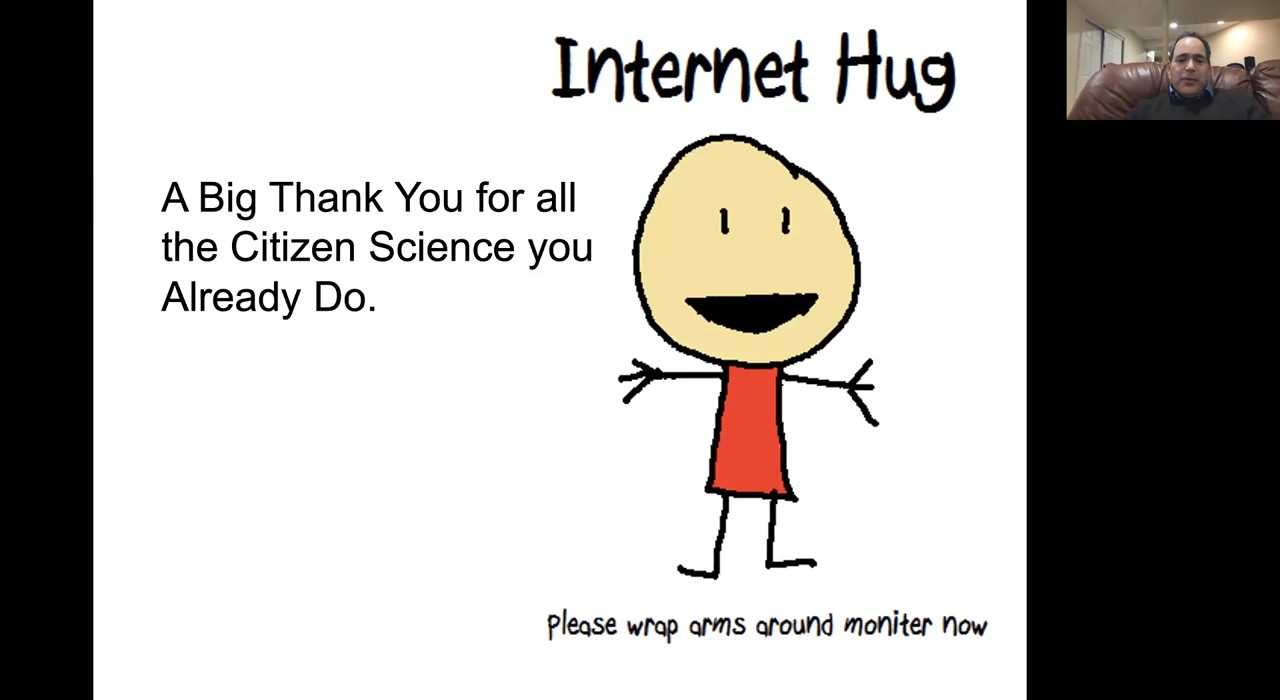 Internet Hug
A Big Thank You for all
the Citizen Science you
Already Do.
Please wrap arms around moniter now